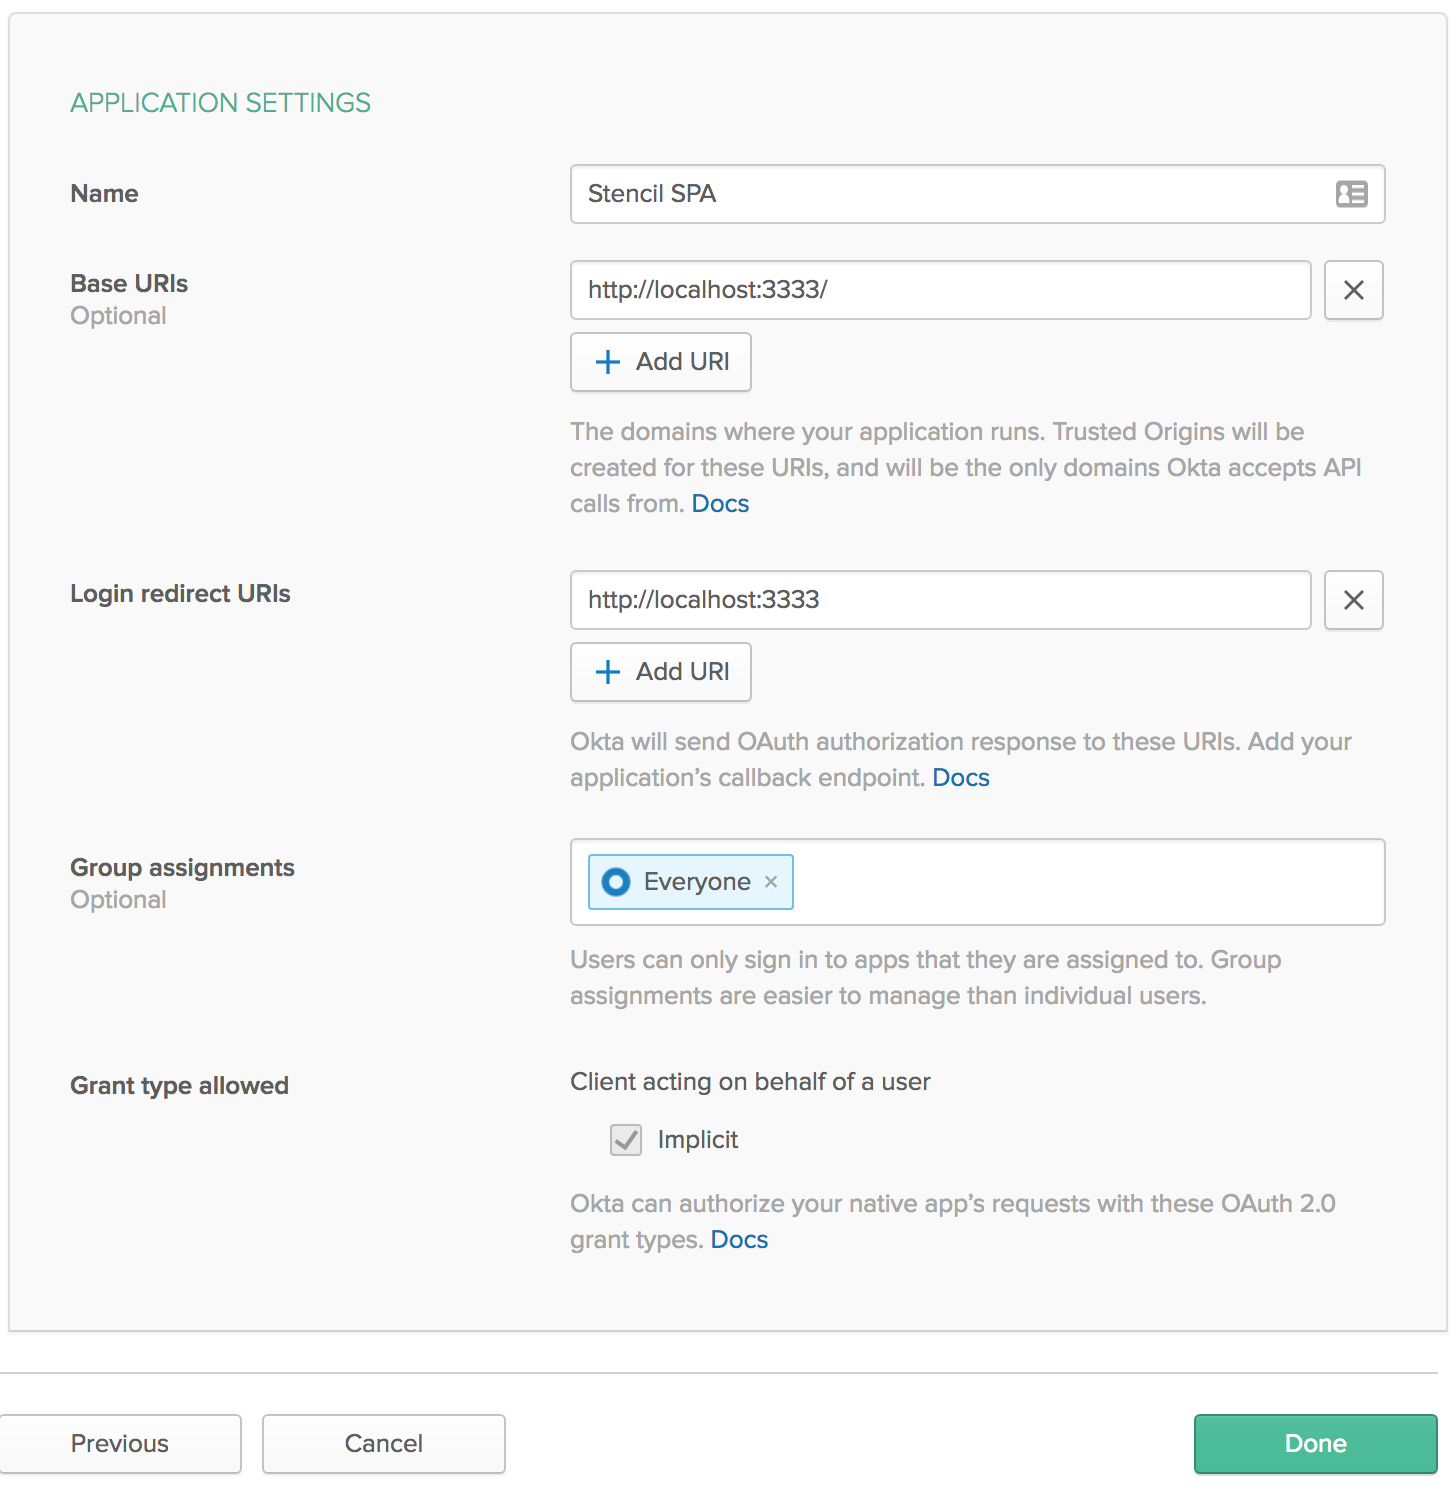 APPLICATION SETTINGS
Name
Stencil SPA
Base URIs
Optional
http://localhost:3333/
Add URI
The domains where your application runs. Trusted Origins will be
created for these URIs, and will be the only domains Okta accepts API
calls from. Docs
Login redirect URIs
http://localhost:3333
Add URI
Okta will send OAuth authorization response to these URIs. Add your
application’s callback endpoint. Docs
Group assignments
Optional
Everyone
Users can only sign in to apps that they are assigned to. Group
assignments are easier to manage than individual users.
Grant type allowed
Client acting on behalf of a user
Implicit
Okta can authorize your native app’s requests with these OAuth 2.0
grant types. Docs
Previous
Cancel
Done